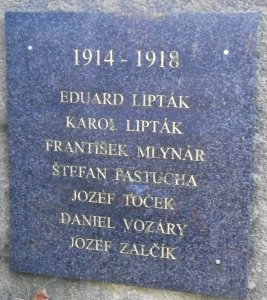 1914 - 1918
EDUARD LIPTÁK
KAROL LIPTÁK
FRANTIŠEK MLYNÁR
ŠTEFAN PASTUCHA
JOZEF TOČEK
DANIEL VOZÁRY
JOZEF ZALČÍK